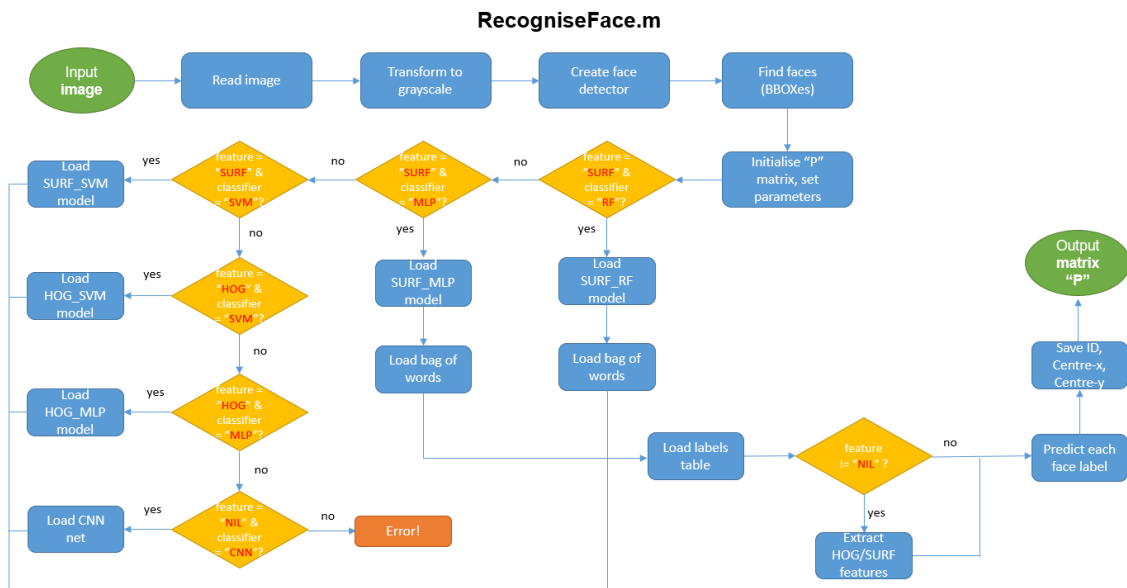 RecogniseFace.m
Input
image
Read image
Transform to
grayscale
Create face
detector
Find faces
(BBOXes)
Initialise “P”
matrix, set
parameters
feature =
“SURF” &
classifier
= “RF”?
no
yes
Load
SURF_RF
model
Load bag of
words
feature =
“SURF” &
classifier
= “MLP”?
no
yes
Load
SURF_MLP
model
Load bag of
words
feature =
“SURF” &
classifier
= “SVM”?
yes
Load
SURF_SVM
model
no
feature =
“HOG” &
classifier
= “SVM”?
yes
Load
HOG_SVM
model
no
feature =
“HOG” &
classifier
= “MLP”?
yes
Load
HOG_MLP
model
no
feature =
“NIL” &
classifier
= “CNN”?
yes
Load CNN
net
no
Error!
Load labels
table
feature
!= “NIL” ?
no
yes
Extract
HOG/SURF
features
Predict each
face label
Save ID,
Centre-x,
Centre-y
Output
matrix
“P”